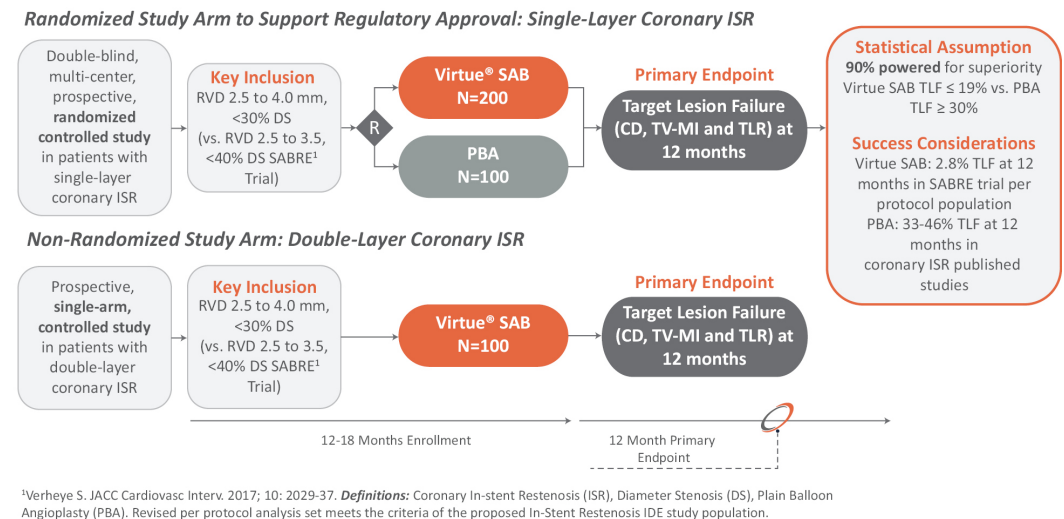 Randomized Study Arm to Support Regulatory Approval: Single-Layer Coronary ISR
Double-blind,
multi-center,
prospective,
randomized
controlled study
in patients with
single-layer
coronary ISR
Key Inclusion
RVD 2.5 to 4.0 mm,
<30% DS
(vs. RVD 2.5 to 3.5,
<40% DS SABRE¹
Trial)
R
Virtue® SAB
N=200
PBA
N=100
Primary Endpoint
Target Lesion Failure
(CD, TV-MI and TLR) at
12 months
Statistical Assumption
90% powered for superiority
Virtue SAB TLF ≤ 19% vs. PBA
TLF ≥ 30%
Success Considerations
Virtue SAB: 2.8% TLF at 12
months in SABRE trial per
protocol population
PBA: 33-46% TLF at 12
months in
coronary ISR published
studies
Non-Randomized Study Arm: Double-Layer Coronary ISR
Prospective,
single-arm,
controlled study
in patients with
double-layer
coronary ISR
Key Inclusion
RVD 2.5 to 4.0 mm,
<30% DS
(vs. RVD 2.5 to 3.5,
<40% DS SABRE¹
Trial)
Virtue® SAB
N=100
Primary Endpoint
Target Lesion Failure
(CD, TV-MI and TLR) at
12 months
12-18 Months Enrollment
12 Month Primary
Endpoint
¹Verheye S. JACC Cardiovasc Interv. 2017; 10: 2029-37. Definitions: Coronary In-stent Restenosis (ISR), Diameter Stenosis (DS), Plain Balloon
Angioplasty (PBA). Revised per protocol analysis set meets the criteria of the proposed In-Stent Restenosis IDE study population.